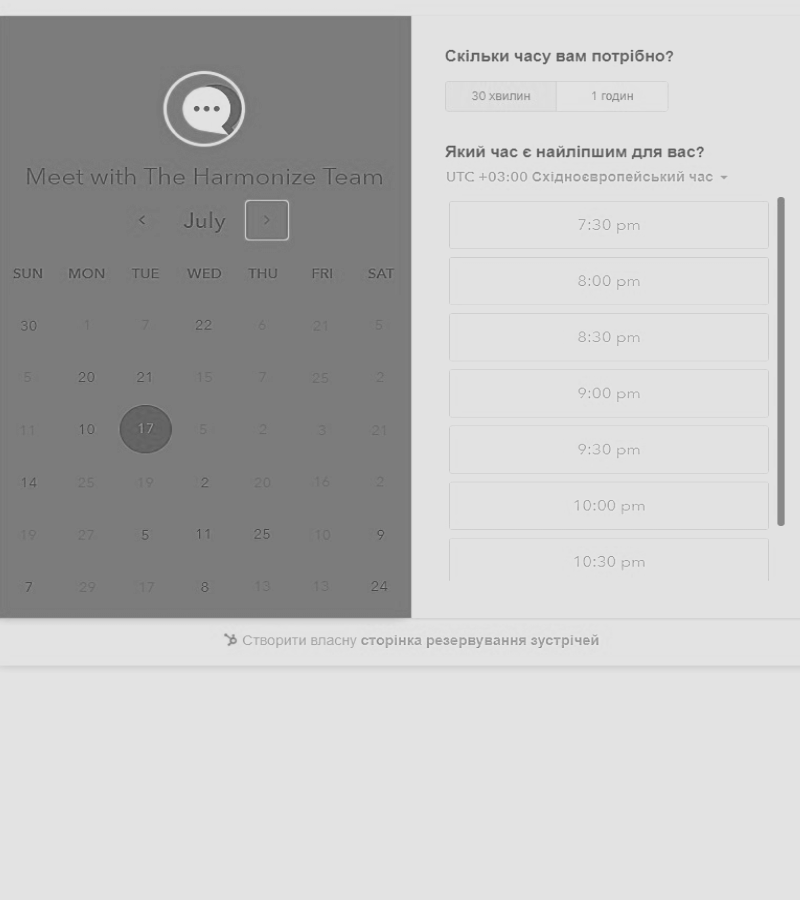 Meet with The Harmonize Team
July
SUN MON TUE WED THU FRI SAT
30 1 7 22 6 21 5
5 20 21 15 7 25 2
11 10 17 5 2 3 21
14 25 19 2 20 16 2
19 27 5 11 25 10 9
7 29 17 8 13 13 24
Скільки часу вам потрібно?
30 хвилин 1 годин
Який час є найліпшим для вас?
UTC +03:00 Східноєвропейський час
7:30 pm
8:00 pm
8:30 pm
9:00 pm
9:30 pm
10:00 pm
10:30 pm
Створити власну сторінка резервування зустрічей